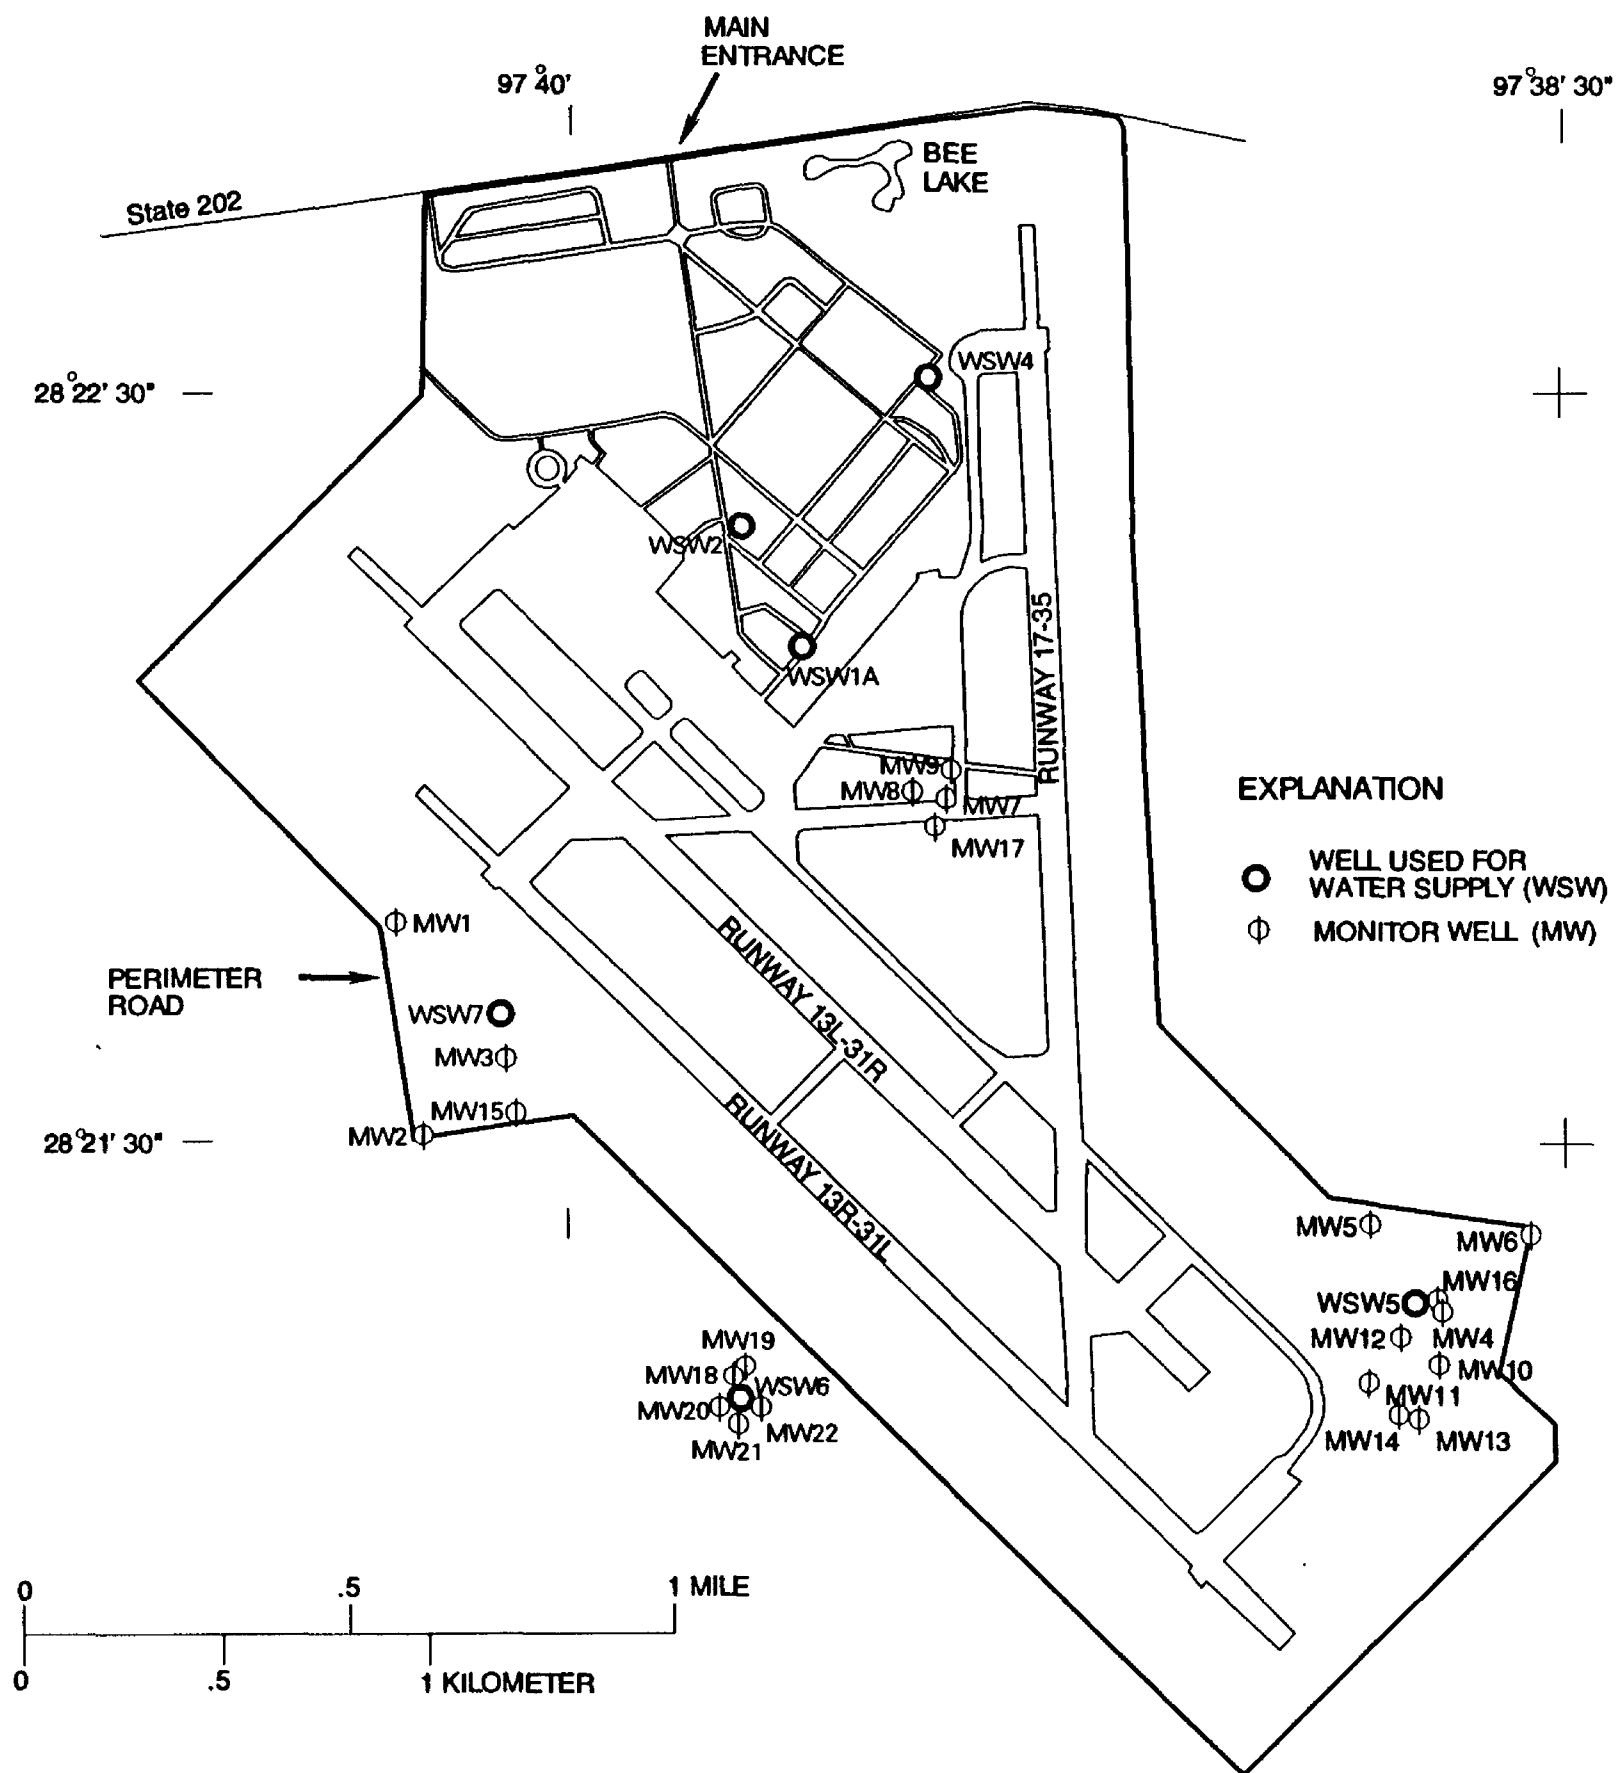 MAIN
ENTRANCE
97°40'
97°38' 30"
BEE
LAKE
State 202
WSW4
28°22' 30"
WSW2
RUNWAY 17-35
WSW1A
MW9
MW8
MW7
MW17
EXPLANATION
WELL USED FOR
WATER SUPPLY (WSW)
MONITOR WELL (MW)
MW1
PERIMETER
ROAD
RUNWAY 13L-31R
WSW7
MW3
MW15
MW2
28°21' 30"
RUNWAY 13R-31L
MW5
MW6
MW16
WSW5
MW12
MW4
MW10
MW11
MW14
MW13
MW19
MW18
WSW6
MW20
MW22
MW21
0 .5 1 MILE
0 .5 1 KILOMETER